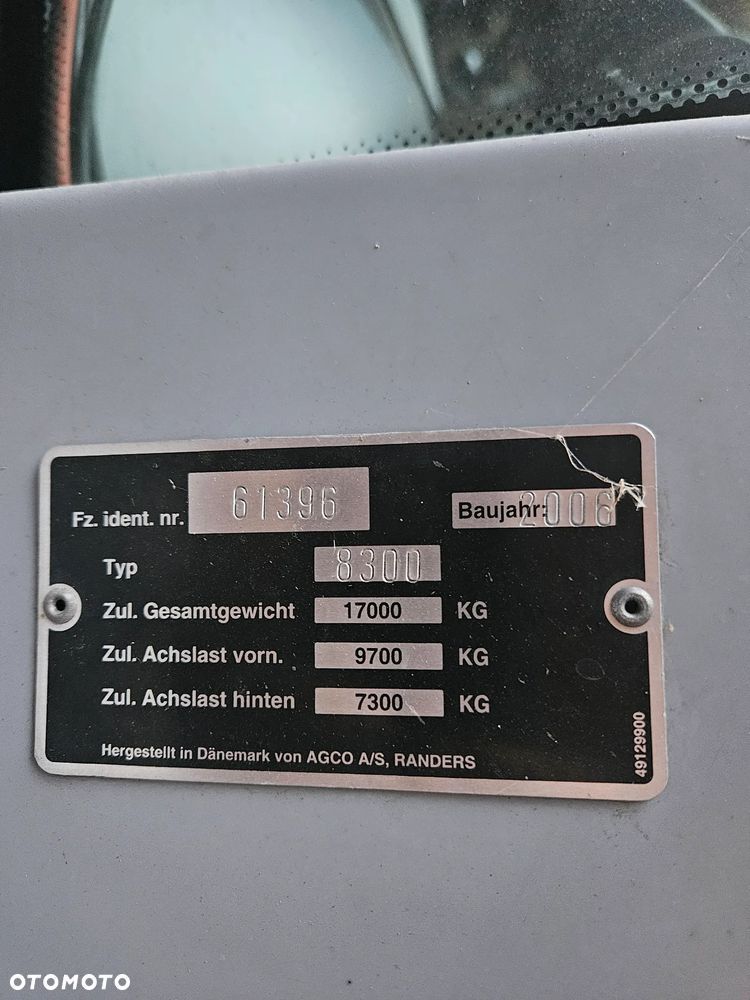 Fz. ident. nr. 61396 Baujahr: 2006
Typ 8300
Zul. Gesamtgewicht 17000 KG
Zul. Achslast vorn. 9700 KG
Zul. Achslast hinten 7300 KG
Hergestellt in Dänemark von AGCO A/S, RANDERS
49129900
OTOMOTO